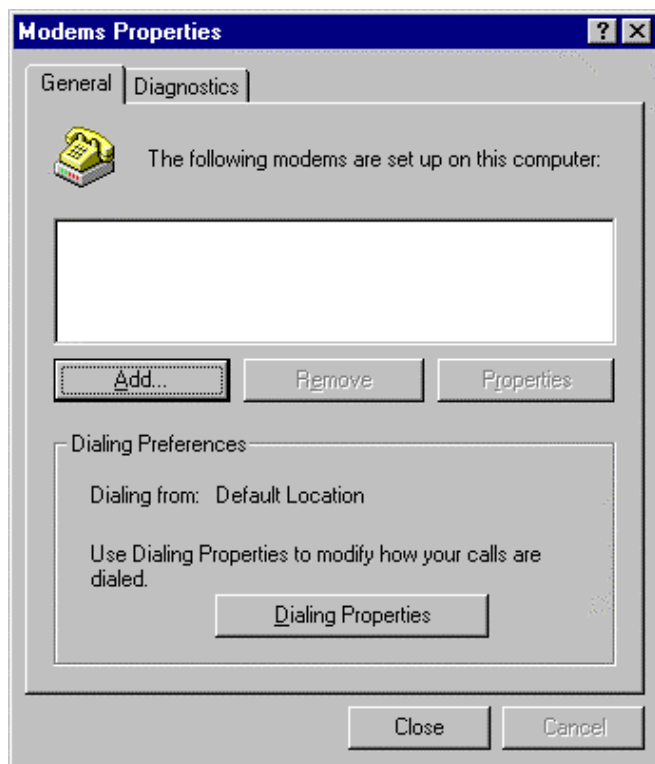 Modems Properties
General
Diagnostics
The following modems are set up on this computer:
Add...
Remove
Properties
Dialing Preferences
Dialing from: Default Location
Use Dialing Properties to modify how your calls are
dialed.
Dialing Properties
Close
Cancel